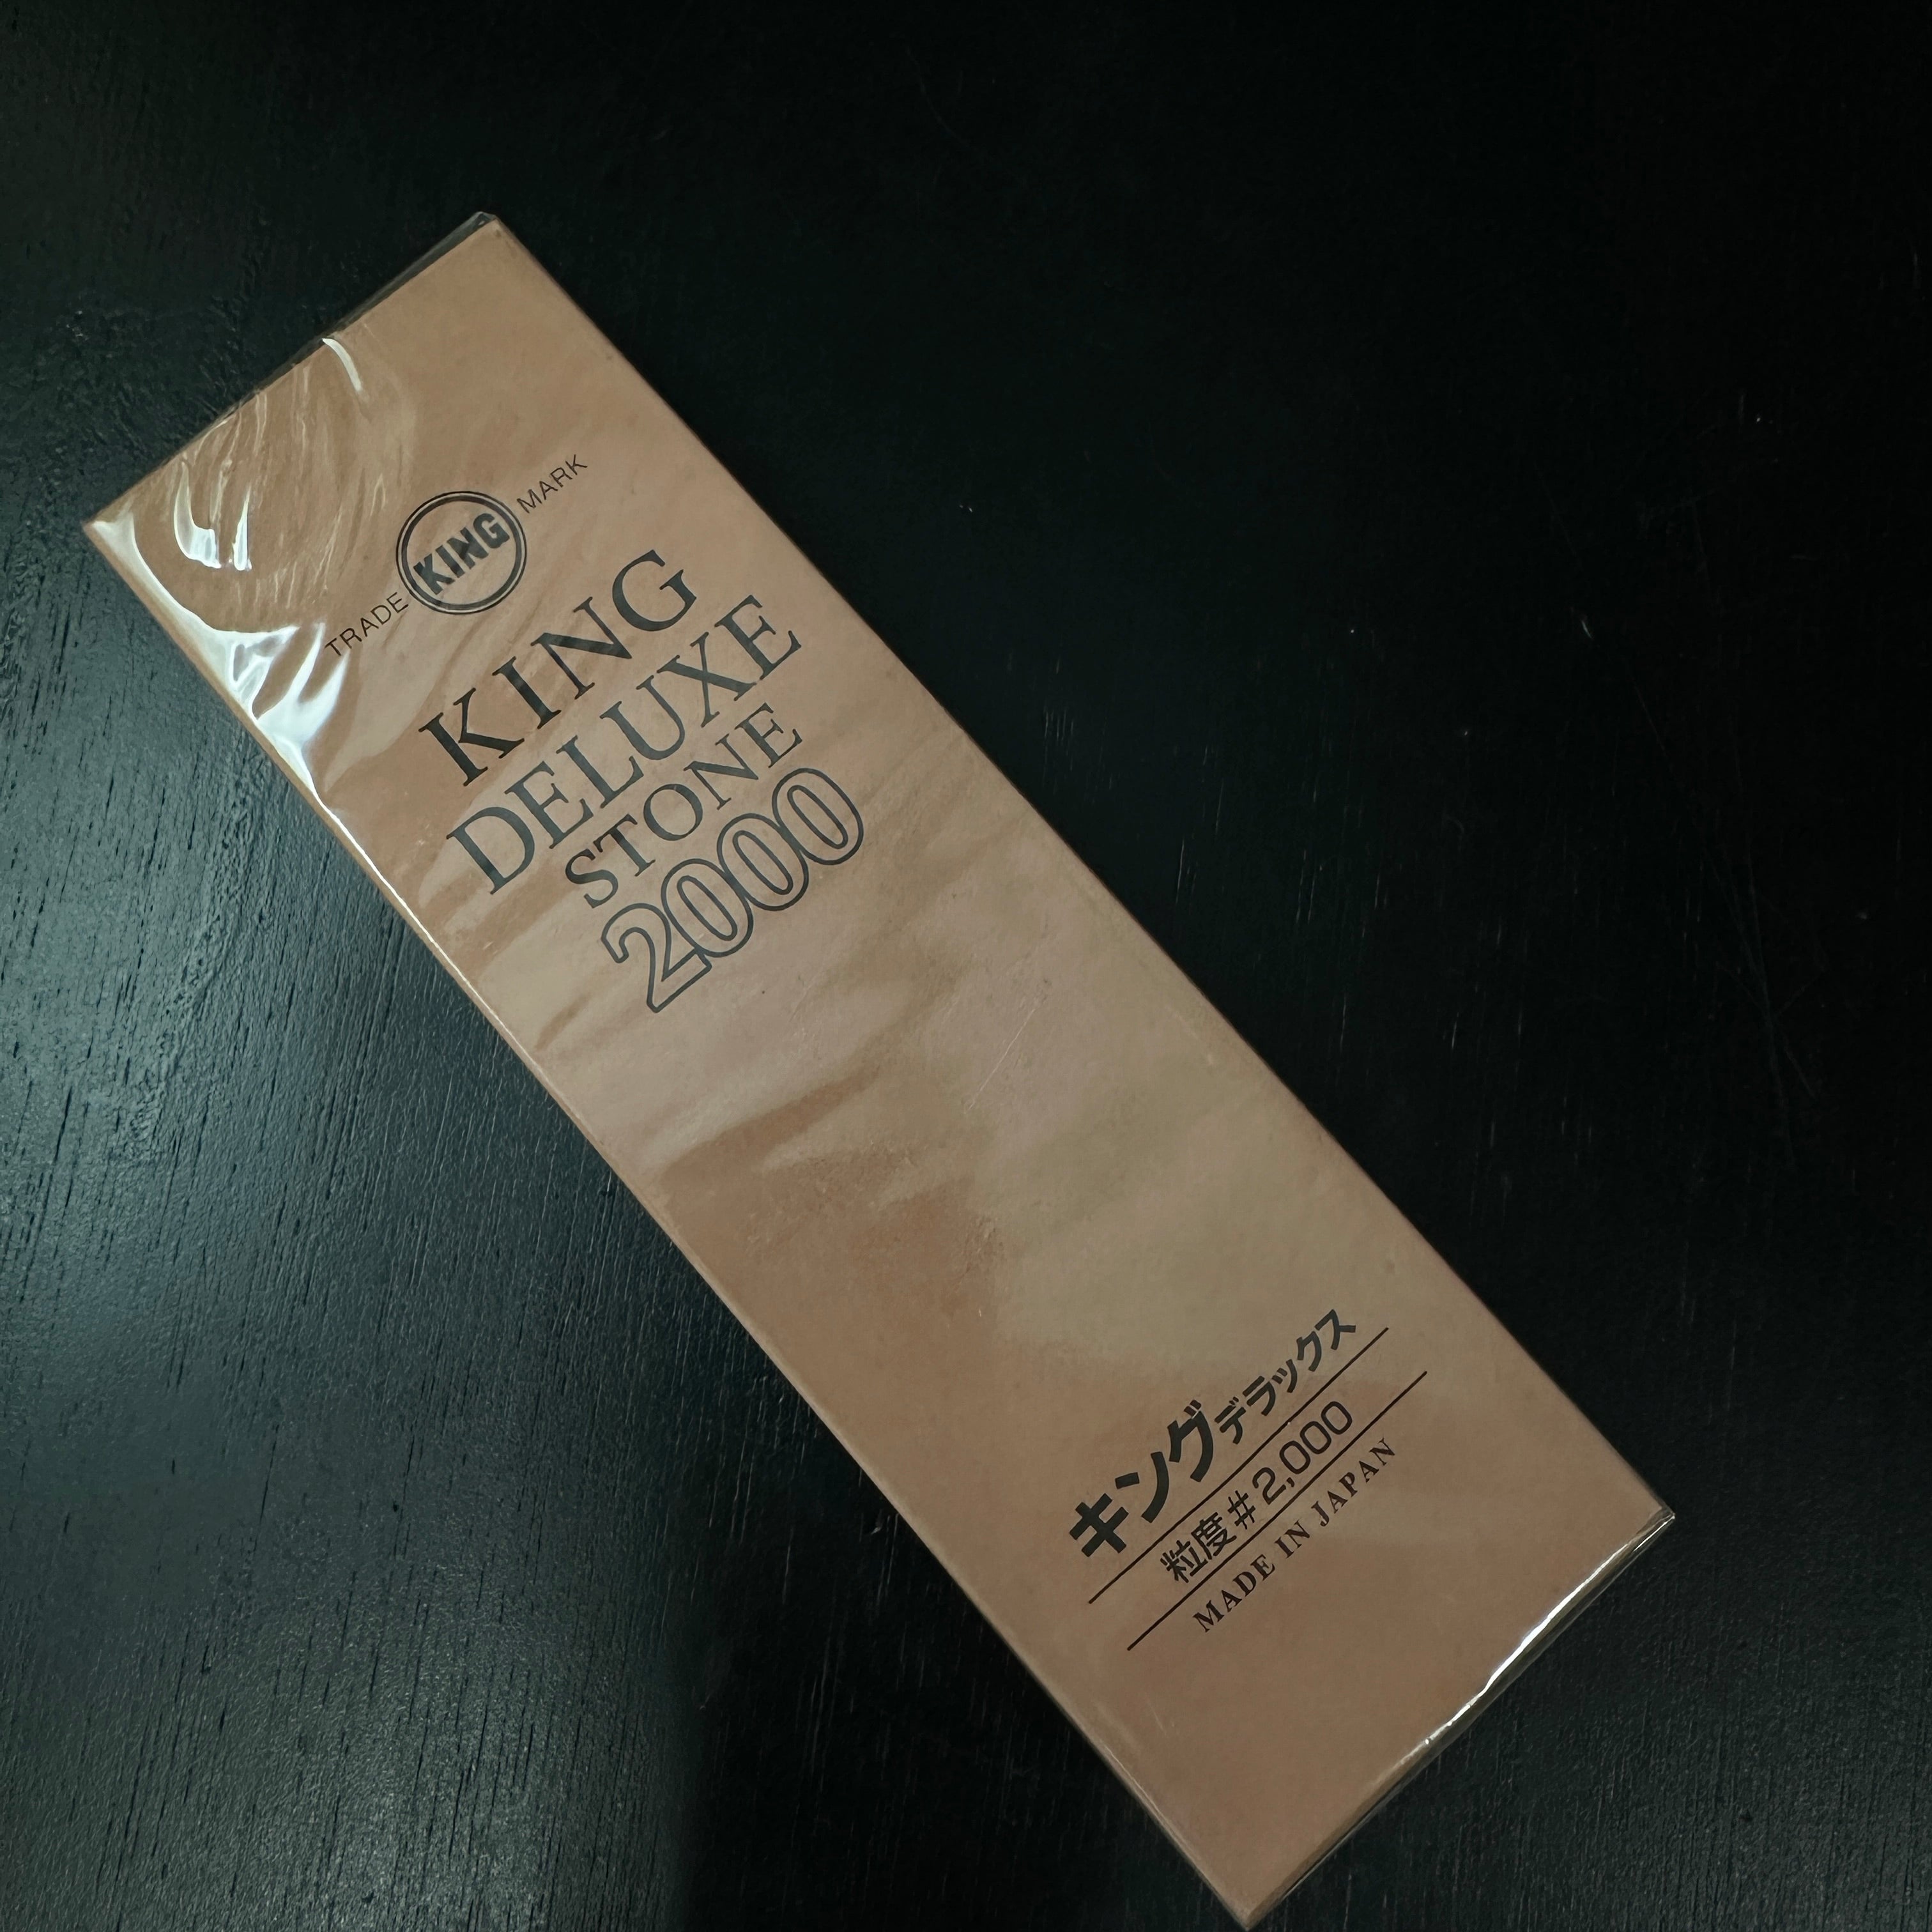 TRADE KING MARK
KING
DELUXE
STONE
2000
キングデラックス
粒度#2,000
MADE IN JAPAN